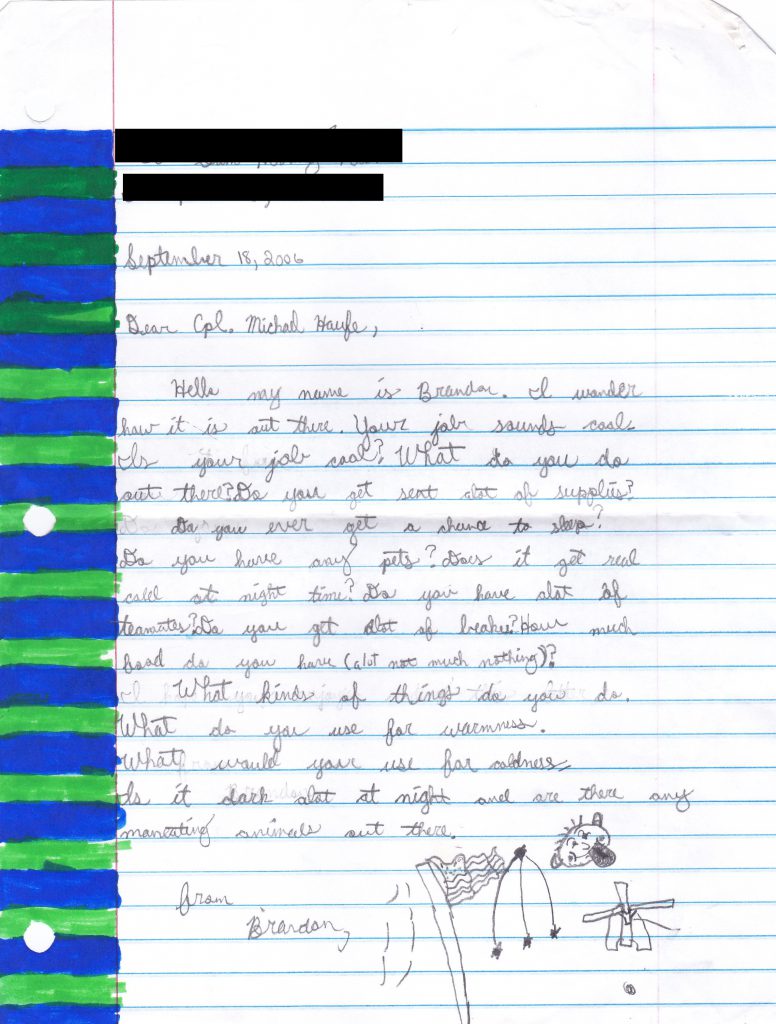 September 18, 2006
Dear Cpl. Michael Haufe,
Hello my name is Brandon. I wander
how it is out there. Your job sounds cool.
Is your job cool? What do you do
out there? Do you get sent alot of supplies?
Do you ever get a chance to sleep?
Do you have any pets? Does it get real
cold at night time? Do you have alot of
teamates? Do you get alot of breakes? How much
food do you have (alot not much nothing)?
What kinds of things do you do.
What do you use for warmness.
What would your use for coldness
Is it dark alot at night and are there any
maneating animals out there.
from
Brandon,